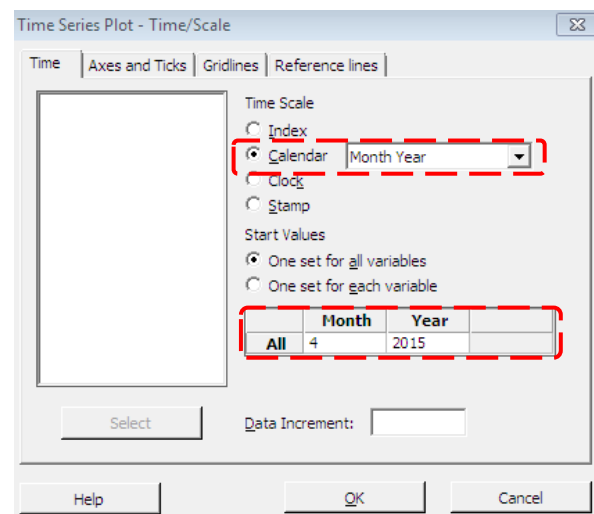 Time Series Plot - Time/Scale
Time Axes and Ticks Gridlines Reference lines
Time Scale
Index
Calendar Month Year
Clock
Stamp
Start Values
One set for all variables
One set for each variable
Month Year
All 4 2015
Select Data Increment:
Help OK Cancel